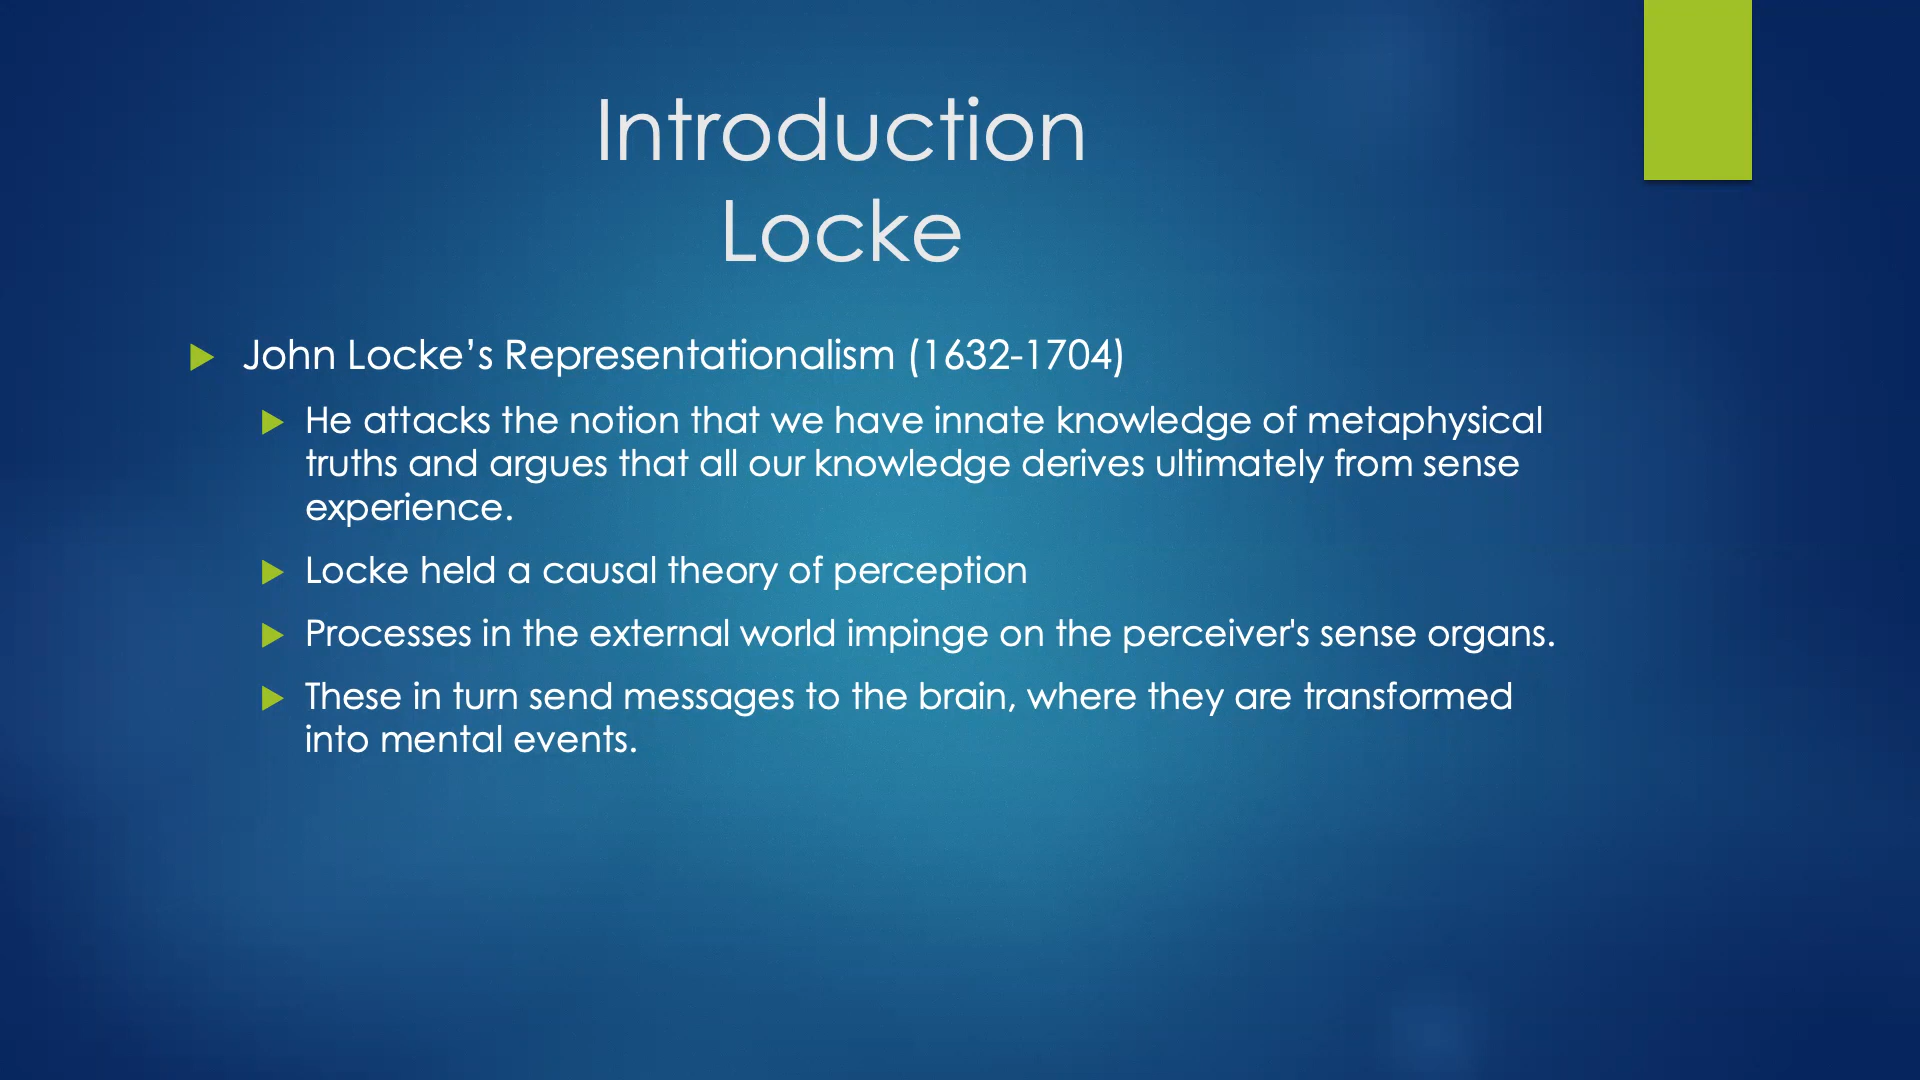 Introduction
Locke
John Locke’s Representationalism (1632-1704)
He attacks the notion that we have innate knowledge of metaphysical
truths and argues that all our knowledge derives ultimately from sense
experience.
Locke held a causal theory of perception
Processes in the external world impinge on the perceiver's sense organs.
These in turn send messages to the brain, where they are transformed
into mental events.